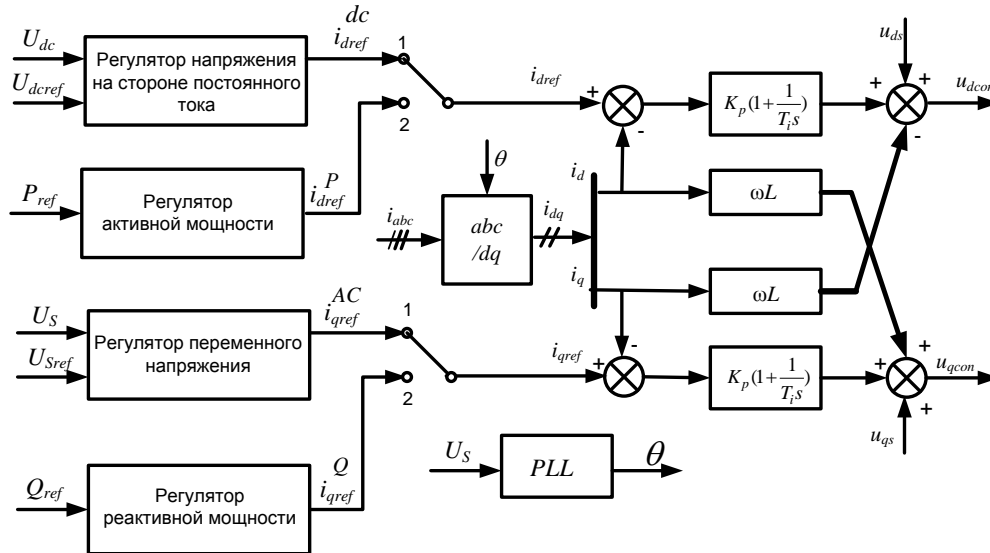 U_dc
U_dcref
Регулятор напряжения
на стороне постоянного
тока
i_dref^dc
1
2
P_ref
Регулятор
активной мощности
i_dref^P
i_dref
+
-
K_p(1+1/(T_i s))
+
u_ds
+
-
u_dcon
θ
i_abc
abc
/dq
i_dq
i_d
i_q
ωL
ωL
U_S
U_Sref
Регулятор переменного
напряжения
i_qref^AC
1
2
i_qref
+
-
K_p(1+1/(T_i s))
+
+
+
u_qcon
u_qs
Q_ref
Регулятор
реактивной мощности
i_qref^Q
U_S
PLL
θ